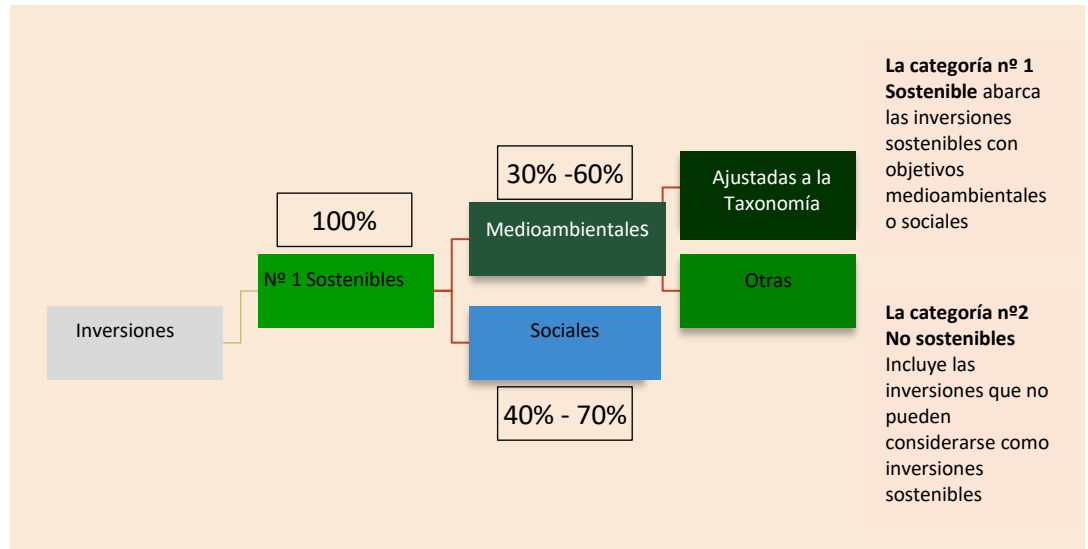 Inversiones
100%
Nº 1 Sostenibles
30% -60%
Medioambientales
Sociales
40% - 70%
Ajustadas a la
Taxonomía
Otras
La categoría nº 1
Sostenible abarca
las inversiones
sostenibles con
objetivos
medioambientales
o sociales
La categoría nº2
No sostenibles
Incluye las
inversiones que no
pueden
considerarse como
inversiones
sostenibles